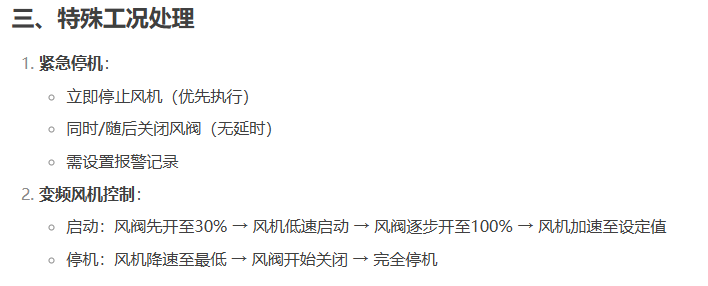 三、特殊工况处理
1. 紧急停机：
立即停止风机（优先执行）
同时/随后关闭风阀（无延时）
需设置报警记录
2. 变频风机控制：
启动：风阀先开至30% → 风机低速启动 → 风阀逐步开至100% → 风机加速至设定值
停机：风机降速至最低 → 风阀开始关闭 → 完全停机